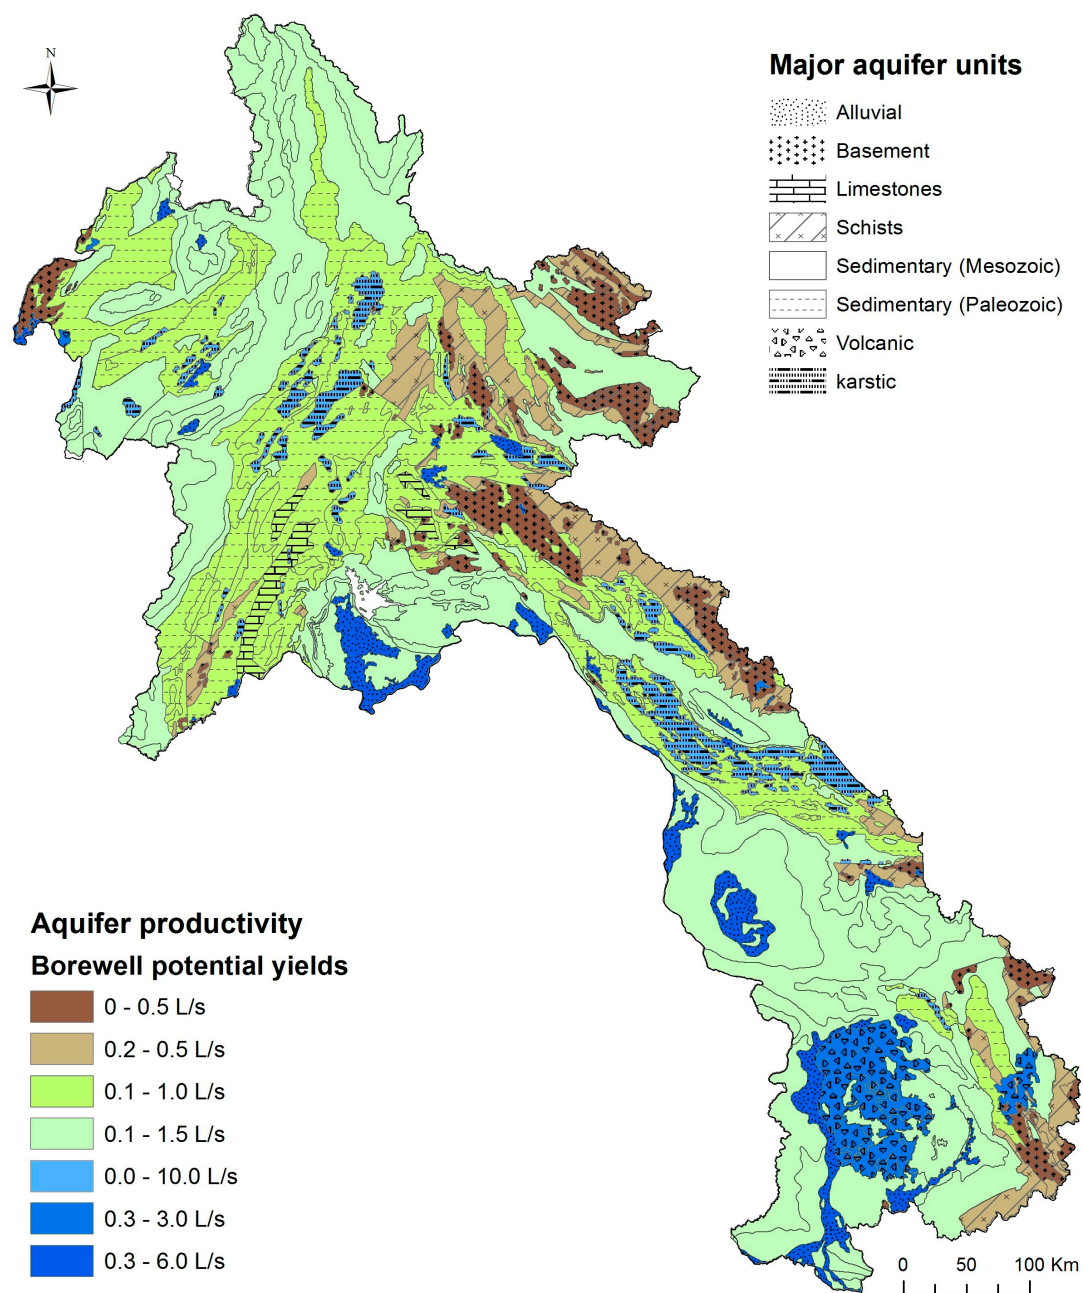 N
Major aquifer units
Alluvial
Basement
Limestones
Schists
Sedimentary (Mesozoic)
Sedimentary (Paleozoic)
Volcanic
karstic
Aquifer productivity
Borewell potential yields
0 - 0.5 L/s
0.2 - 0.5 L/s
0.1 - 1.0 L/s
0.1 - 1.5 L/s
0.0 - 10.0 L/s
0.3 - 3.0 L/s
0.3 - 6.0 L/s
0 50 100 Km